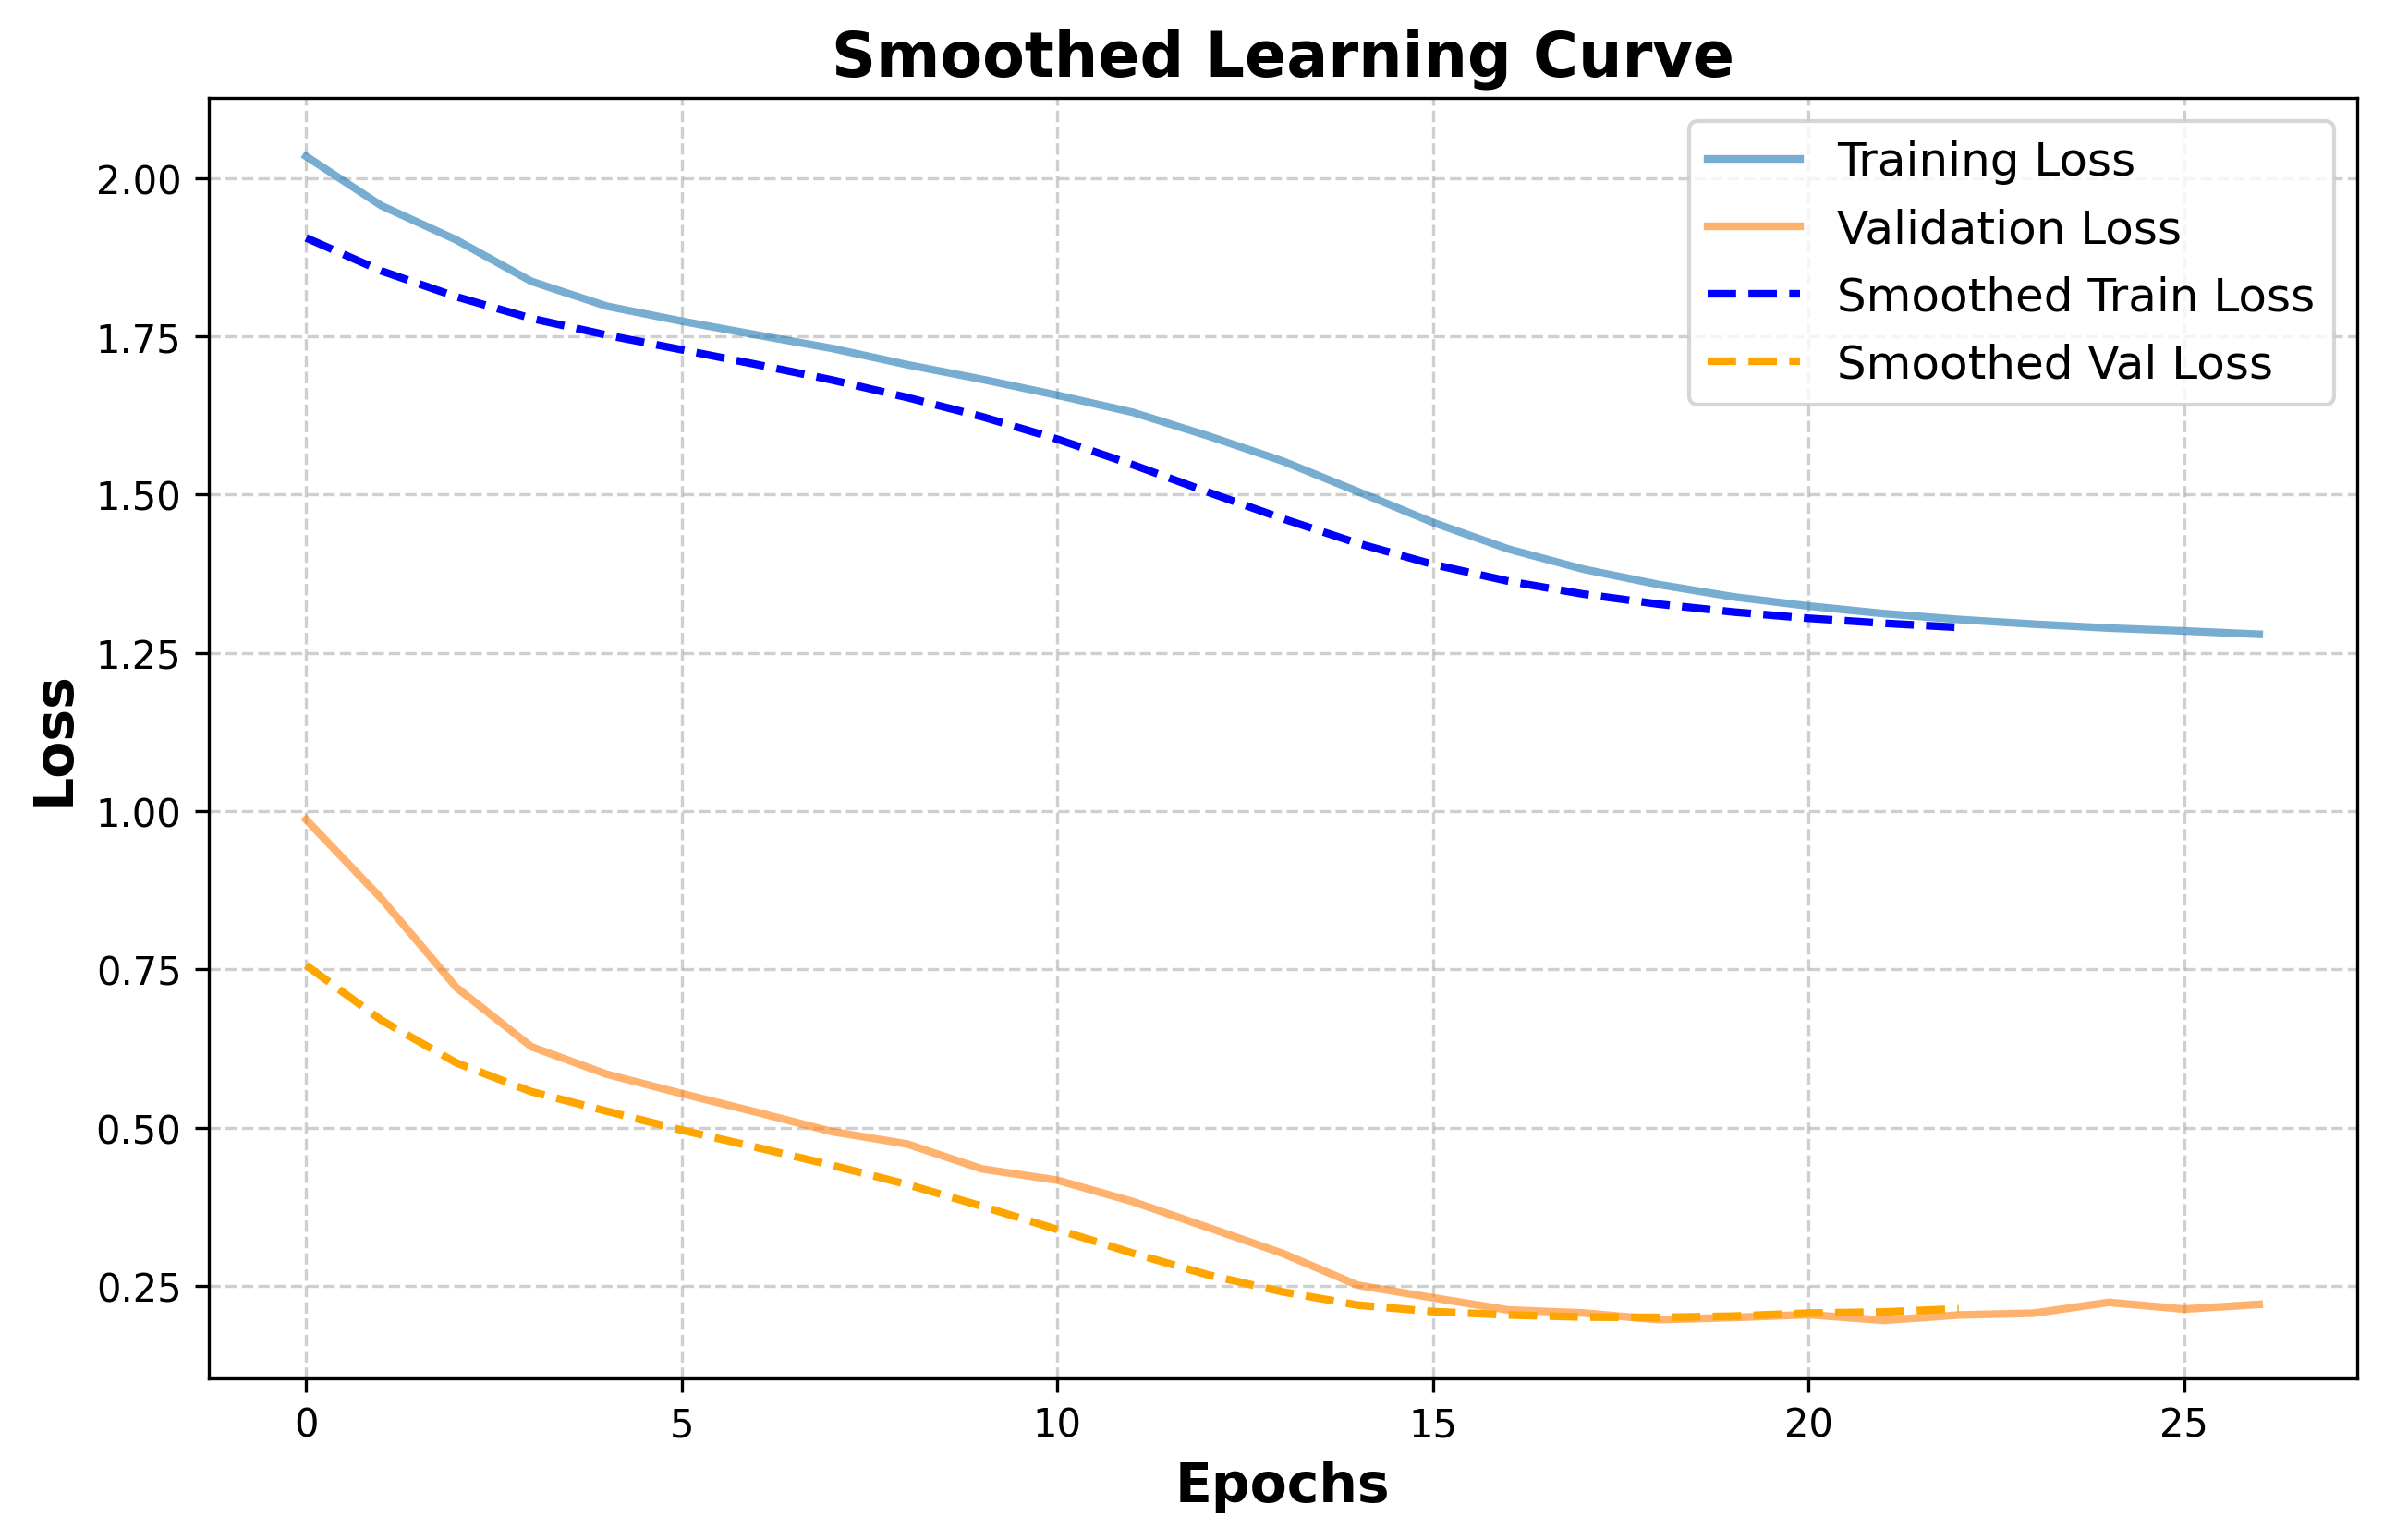 Smoothed Learning Curve
Training Loss
Validation Loss
Smoothed Train Loss
Smoothed Val Loss
Loss
2.00
1.75
1.50
1.25
1.00
0.75
0.50
0.25
0 5 10 15 20 25
Epochs